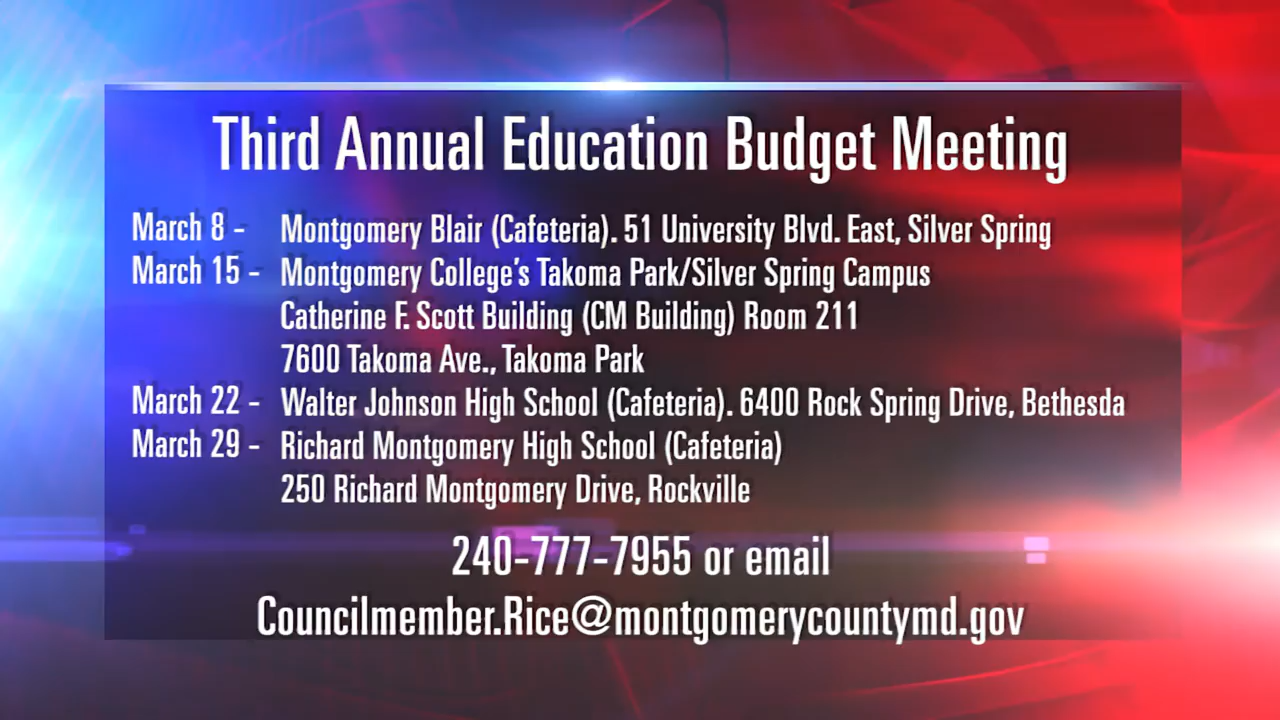 Third Annual Education Budget Meeting
March 8 - Montgomery Blair (Cafeteria). 51 University Blvd. East, Silver Spring
March 15 - Montgomery College's Takoma Park/Silver Spring Campus
Catherine F. Scott Building (CM Building) Room 211
7600 Takoma Ave., Takoma Park
March 22 - Walter Johnson High School (Cafeteria). 6400 Rock Spring Drive, Bethesda
March 29 - Richard Montgomery High School (Cafeteria)
250 Richard Montgomery Drive, Rockville
240-777-7955 or email
Councilmember.Rice@montgomerycountymd.gov